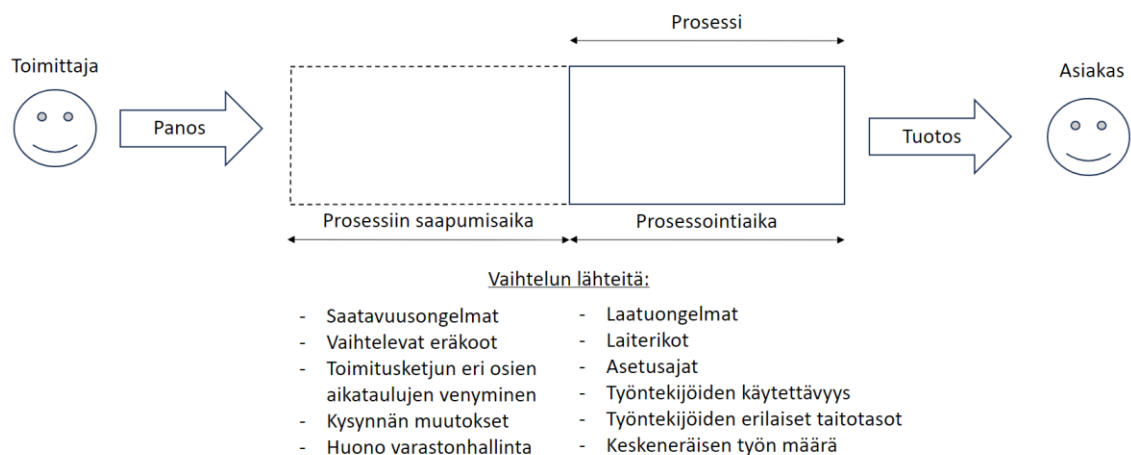 Prosessi
Toimittaja
Asiakas
Panos
Tuotos
Prosessiin saapumisaika
Prosessointiaika
Vaihtelun lähteitä:
- Saatavuusongelmat
- Vaihtelevat eräkoot
- Toimitusketjun eri osien
aikataulujen venyminen
- Kysynnän muutokset
- Huono varastonhallinta
- Laatuongelmat
- Laiterikot
- Asetusajat
- Työntekijöiden käytettävyys
- Työntekijöiden erilaiset taitotasot
- Keskeneräisen työn määrä